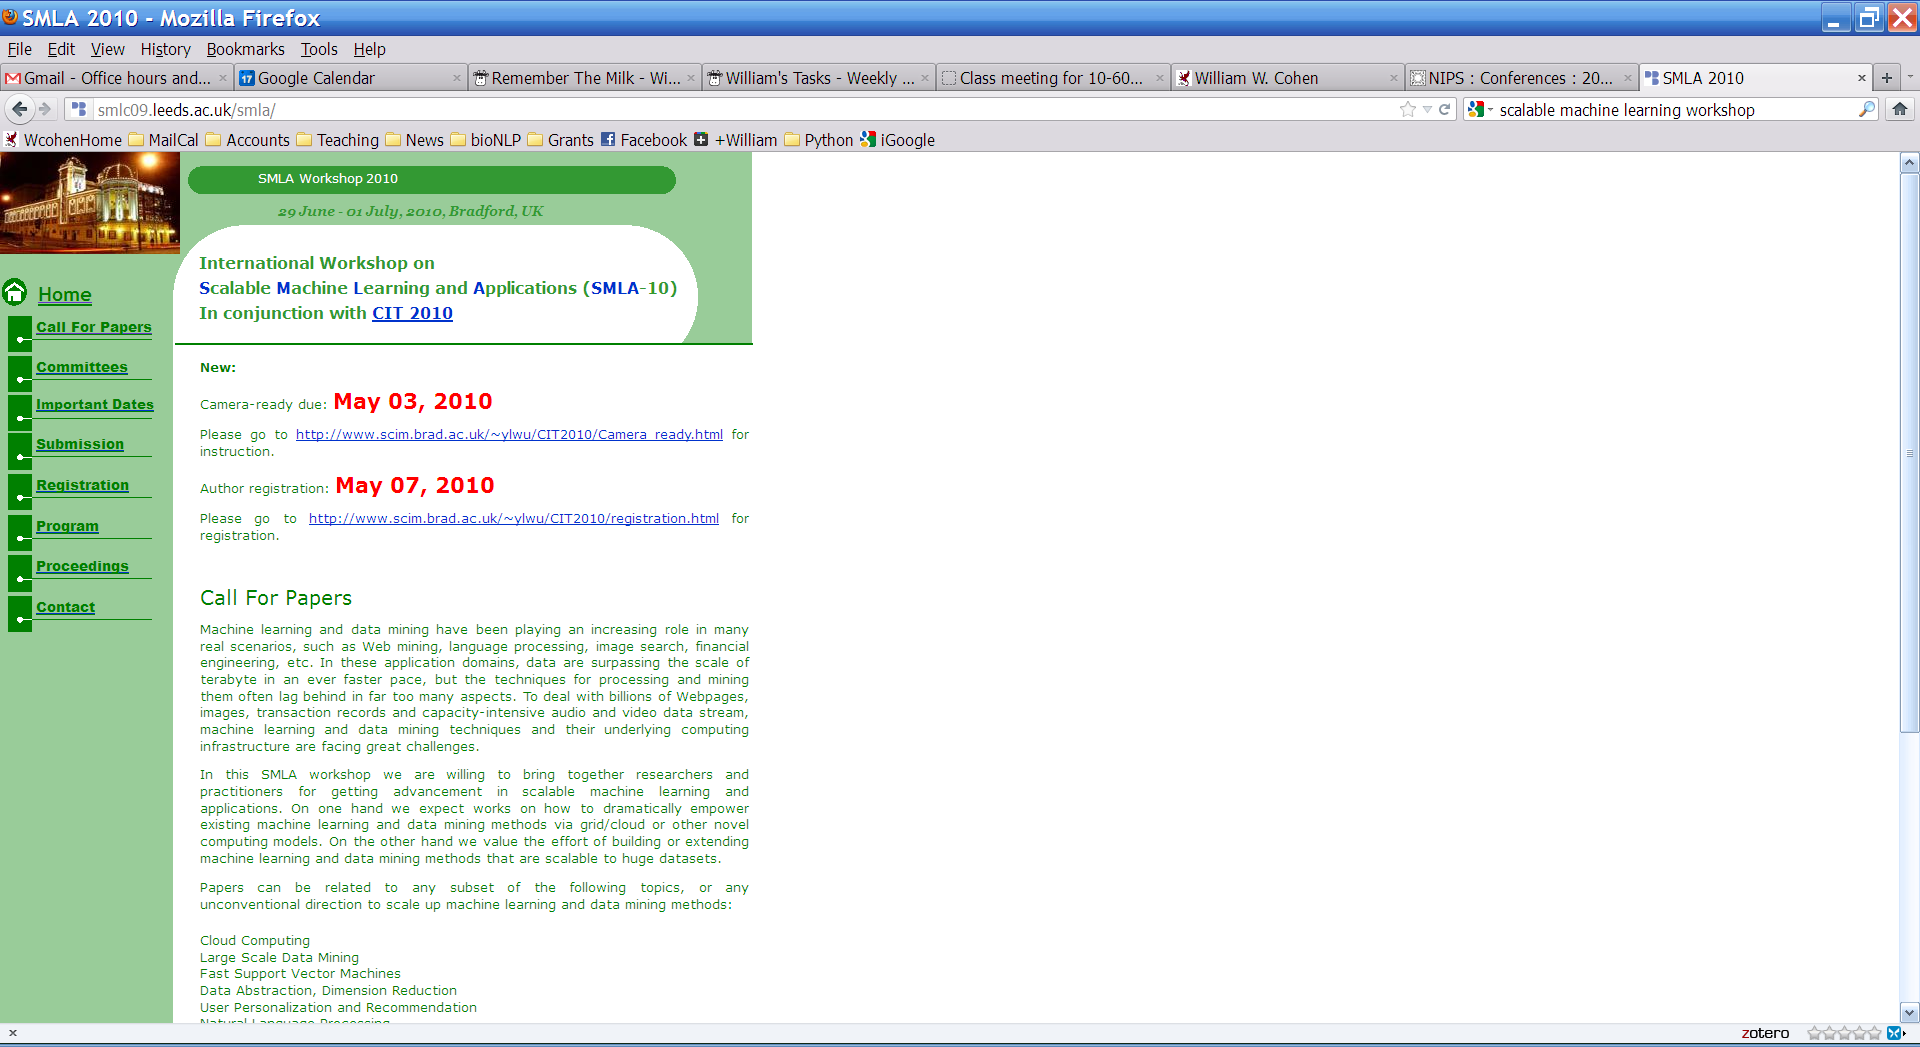 SMLA 2010 - Mozilla Firefox
File Edit View History Bookmarks Tools Help
Gmail - Office hours and... Google Calendar Remember The Milk - Wi... William's Tasks - Weekly ... Class meeting for 10-60... William W. Cohen NIPS : Conferences : 20... SMLA 2010
smlc09.leeds.ac.uk/smla/ scalable machine learning workshop
WcohenHome MailCal Accounts Teaching News bioNLP Grants Facebook +William Python iGoogle
SMLA Workshop 2010
29 June - 01 July, 2010, Bradford, UK
International Workshop on
Scalable Machine Learning and Applications (SMLA-10)
In conjunction with CIT 2010
Home
Call For Papers
Committees
Important Dates
Submission
Registration
Program
Proceedings
Contact
New:
Camera-ready due: May 03, 2010
Please go to http://www.scim.brad.ac.uk/~ylwu/CIT2010/Camera_ready.html for
instruction.
Author registration: May 07, 2010
Please go to http://www.scim.brad.ac.uk/~ylwu/CIT2010/registration.html for
registration.
Call For Papers
Machine learning and data mining have been playing an increasing role in many
real scenarios, such as Web mining, language processing, image search, financial
engineering, etc. In these application domains, data are surpassing the scale of
terabyte in an ever faster pace, but the techniques for processing and mining
them often lag behind in far too many aspects. To deal with billions of Webpages,
images, transaction records and capacity-intensive audio and video data stream,
machine learning and data mining techniques and their underlying computing
infrastructure are facing great challenges.
In this SMLA workshop we are willing to bring together researchers and
practitioners for getting advancement in scalable machine learning and
applications. On one hand we expect works on how to dramatically empower
existing machine learning and data mining methods via grid/cloud or other novel
computing models. On the other hand we value the effort of building or extending
machine learning and data mining methods that are scalable to huge datasets.
Papers can be related to any subset of the following topics, or any
unconventional direction to scale up machine learning and data mining methods:
Cloud Computing
Large Scale Data Mining
Fast Support Vector Machines
Data Abstraction, Dimension Reduction
User Personalization and Recommendation
Natural Language Processing
zotero